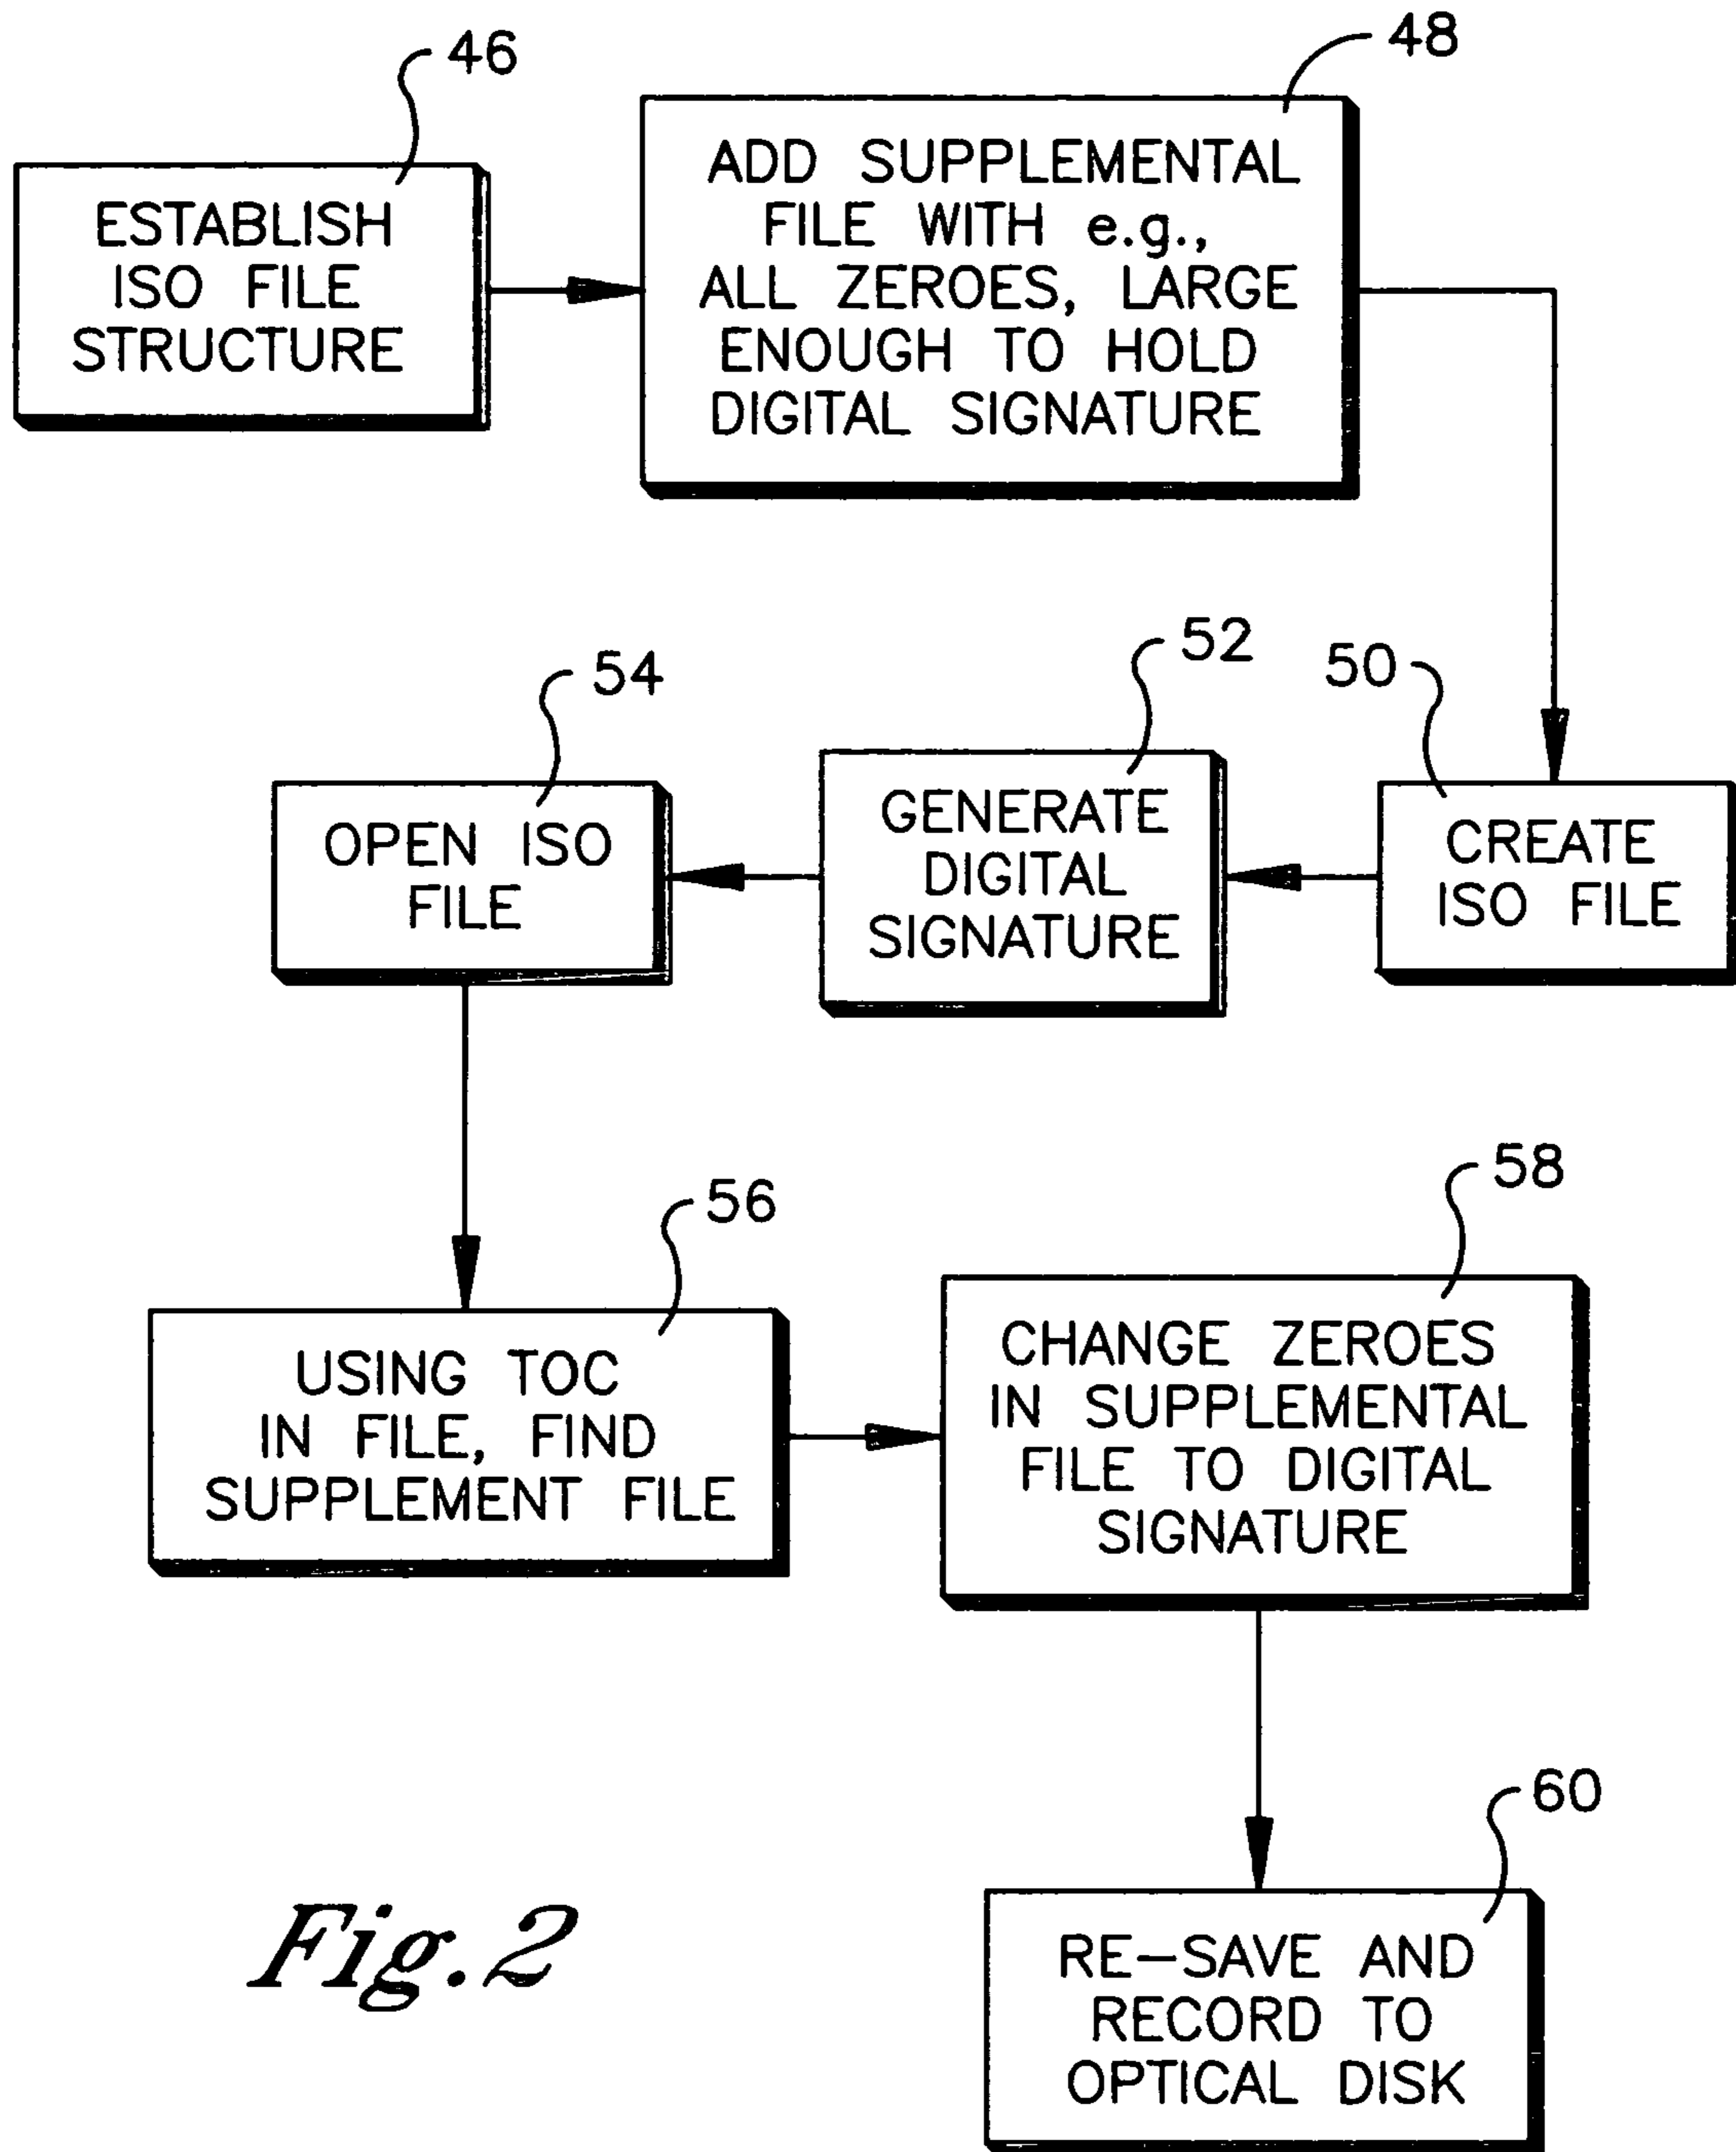 46
ESTABLISH
ISO FILE
STRUCTURE
48
ADD SUPPLEMENTAL
FILE WITH e.g.,
ALL ZEROES, LARGE
ENOUGH TO HOLD
DIGITAL SIGNATURE
50
CREATE
ISO FILE
52
GENERATE
DIGITAL
SIGNATURE
54
OPEN ISO
FILE
56
USING TOC
IN FILE, FIND
SUPPLEMENT FILE
58
CHANGE ZEROES
IN SUPPLEMENTAL
FILE TO DIGITAL
SIGNATURE
60
RE-SAVE AND
RECORD TO
OPTICAL DISK
Fig.2